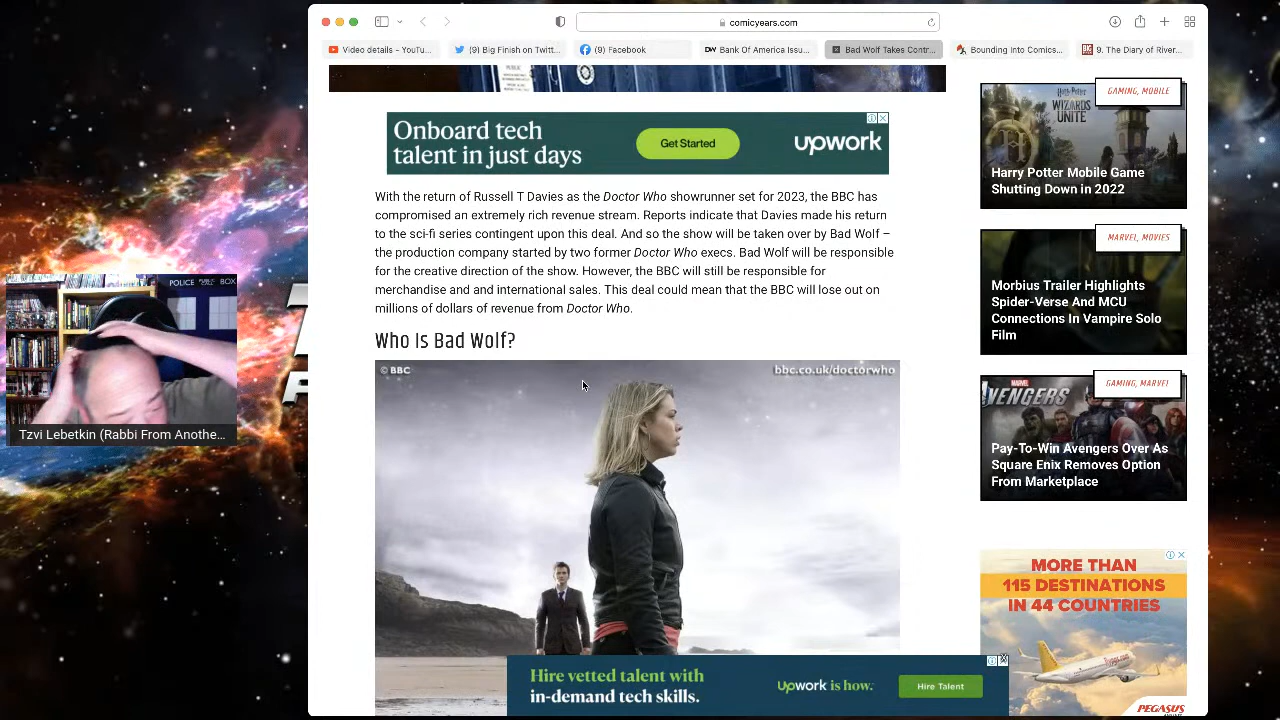 comicyears.com
Video details – YouTu...
(9) Big Finish on Twitt...
(9) Facebook
DW Bank Of America Issu...
Bad Wolf Takes Contr...
Bounding Into Comics...
9. The Diary of River...
Onboard tech
talent in just days
Get Started
upwork
With the return of Russell T Davies as the Doctor Who showrunner set for 2023, the BBC has
compromised an extremely rich revenue stream. Reports indicate that Davies made his return
to the sci-fi series contingent upon this deal. And so the show will be taken over by Bad Wolf –
the production company started by two former Doctor Who execs. Bad Wolf will be responsible
for the creative direction of the show. However, the BBC will still be responsible for
merchandise and and international sales. This deal could mean that the BBC will lose out on
millions of dollars of revenue from Doctor Who.
Who Is Bad Wolf?
© BBC
bbc.co.uk/doctorwho
Hire vetted talent with
in-demand tech skills.
Upwork is how.
Hire Talent
GAMING, MOBILE
Harry Potter
WIZARDS
UNITE
Harry Potter Mobile Game
Shutting Down in 2022
MARVEL, MOVIES
Morbius Trailer Highlights
Spider-Verse And MCU
Connections In Vampire Solo
Film
GAMING, MARVEL
MARVEL
AVENGERS
Pay-To-Win Avengers Over As
Square Enix Removes Option
From Marketplace
MORE THAN
115 DESTINATIONS
IN 44 COUNTRIES
PEGASUS
POLICE PUBLIC BOX
Tzvi Lebetkin (Rabbi From Anothe...